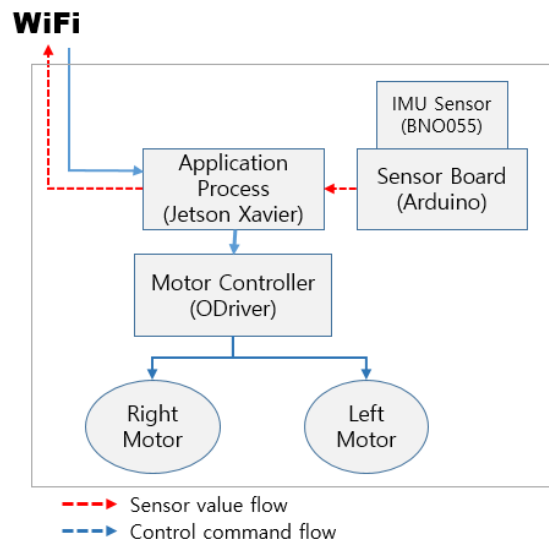 WiFi
IMU Sensor
(BNO055)
Application
Process
(Jetson Xavier)
Sensor Board
(Arduino)
Motor Controller
(ODriver)
Right
Motor
Left
Motor
Sensor value flow
Control command flow